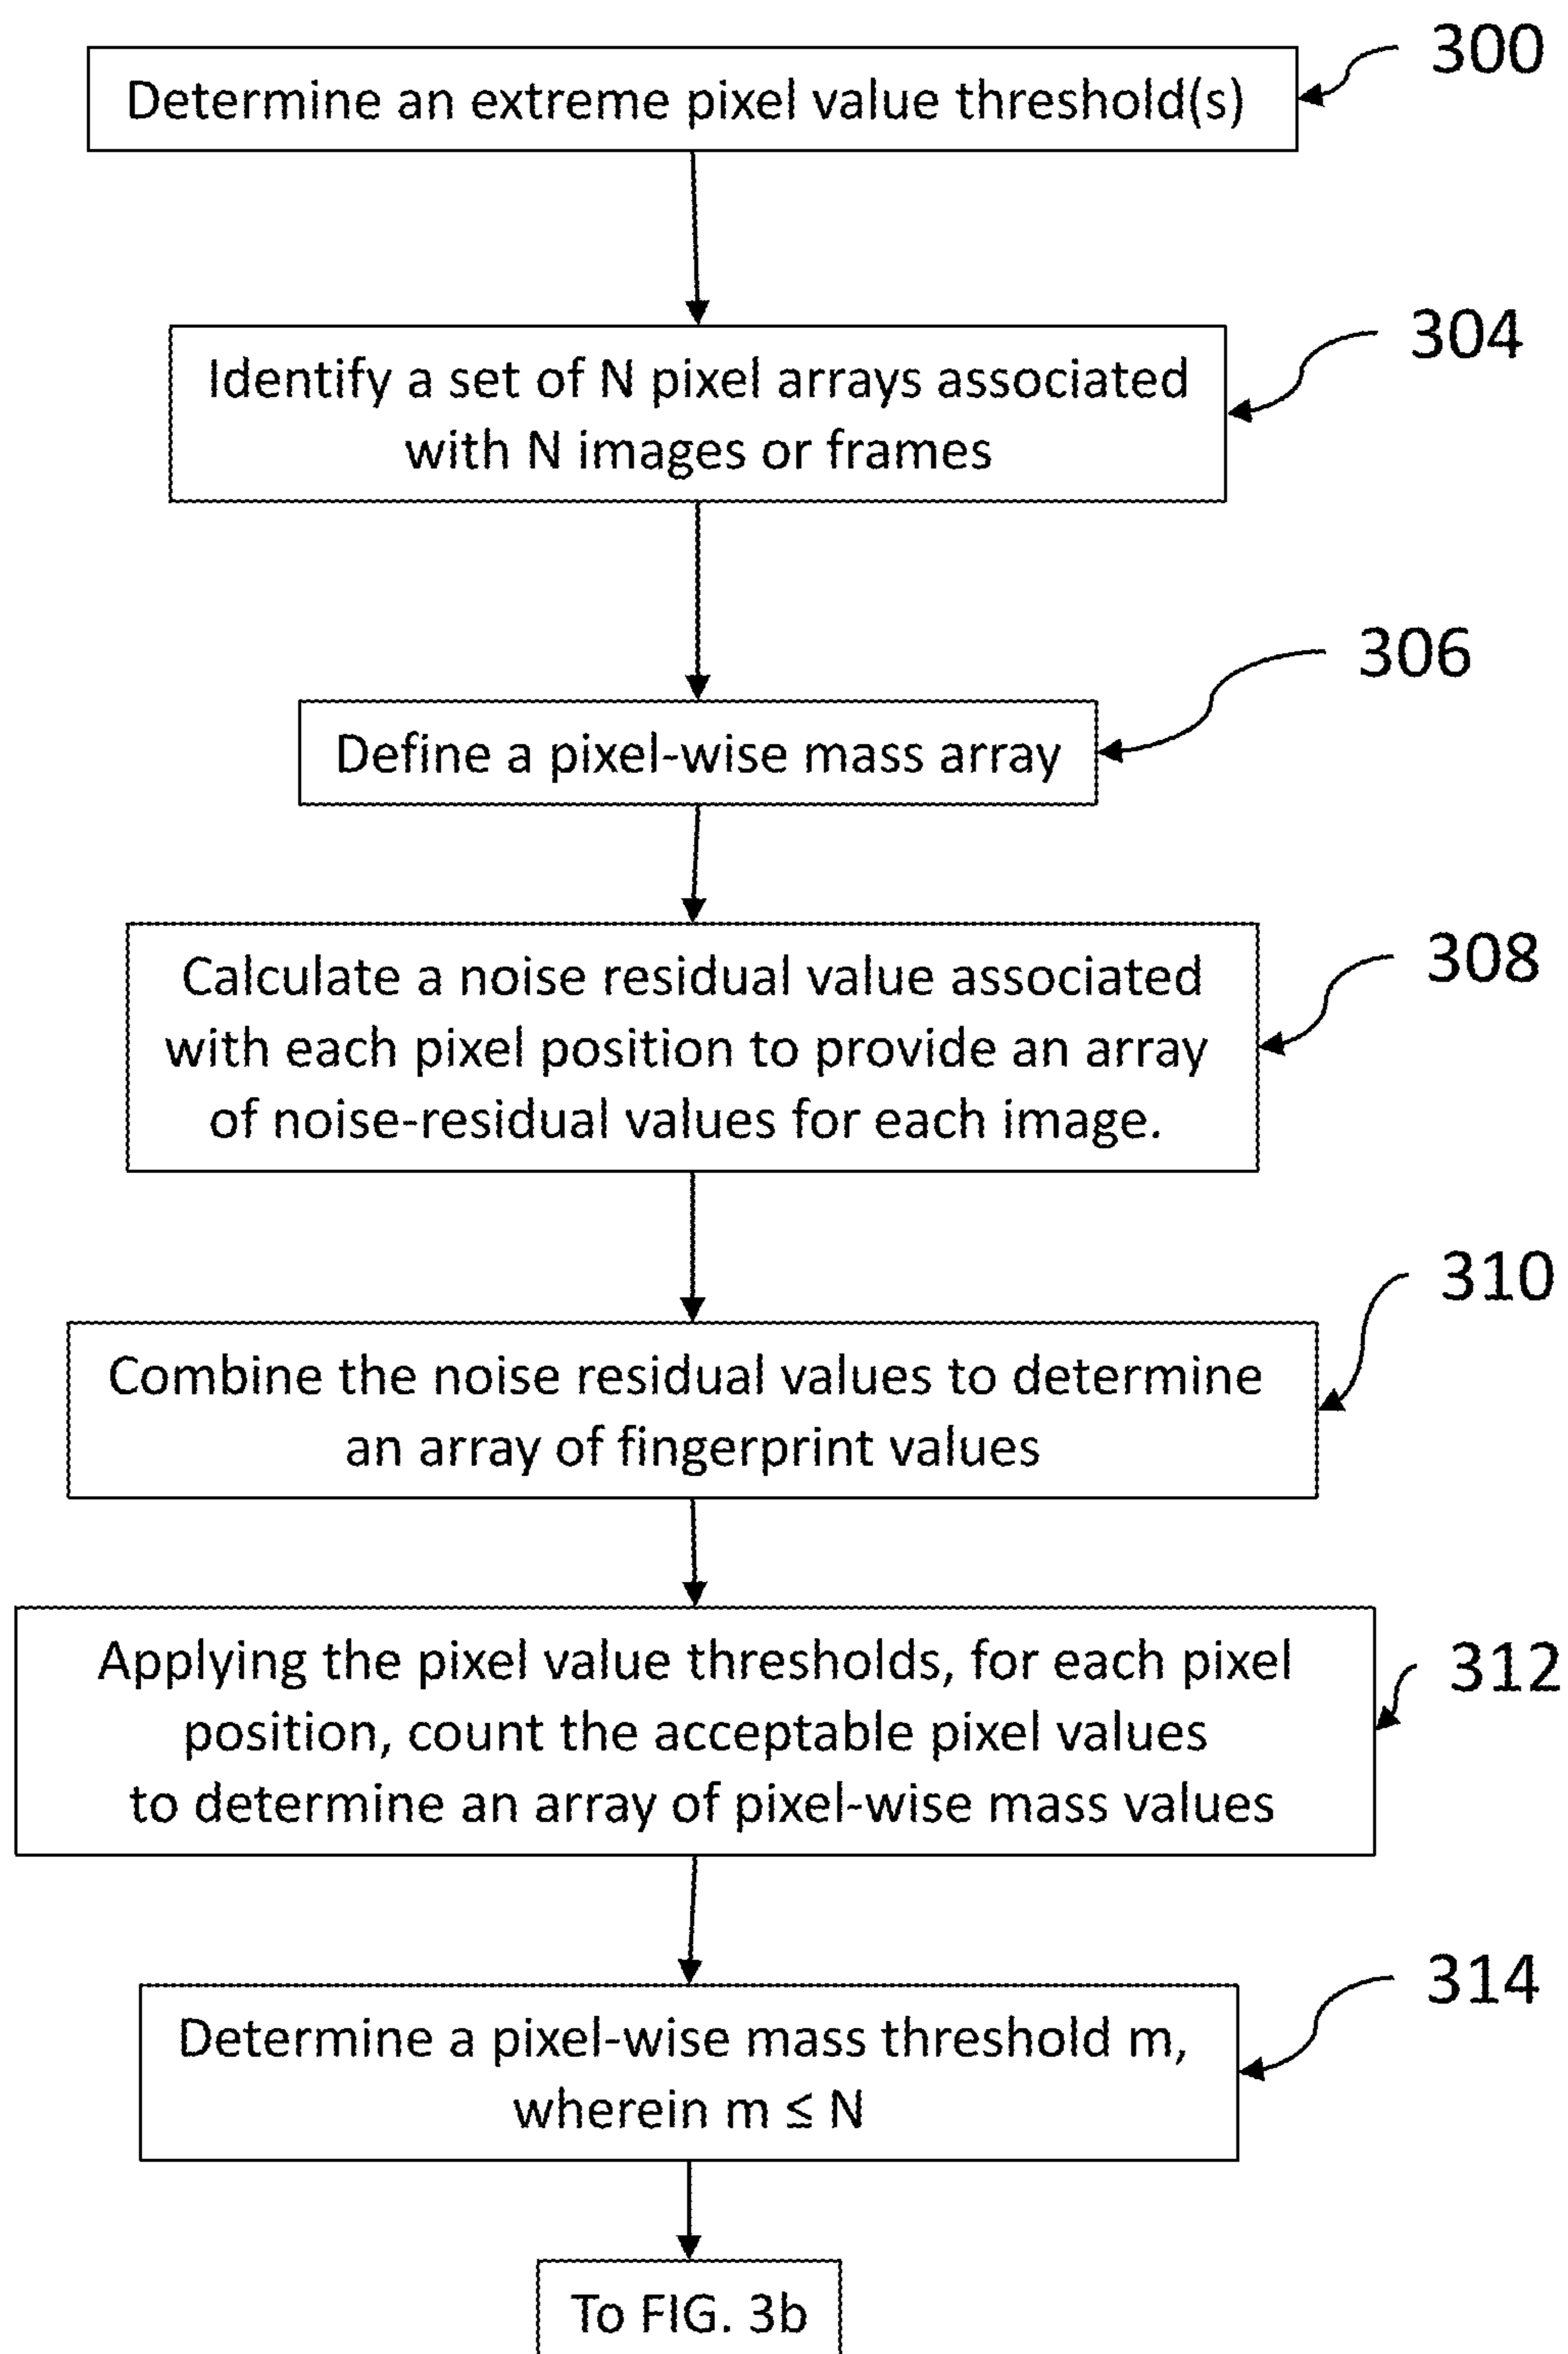 300
Determine an extreme pixel value threshold(s)
304
Identify a set of N pixel arrays associated
with N images or frames
306
Define a pixel-wise mass array
308
Calculate a noise residual value associated
with each pixel position to provide an array
of noise-residual values for each image.
310
Combine the noise residual values to determine
an array of fingerprint values
312
Applying the pixel value thresholds, for each pixel
position, count the acceptable pixel values
to determine an array of pixel-wise mass values
314
Determine a pixel-wise mass threshold m,
wherein m ≤ N
To FIG. 3b